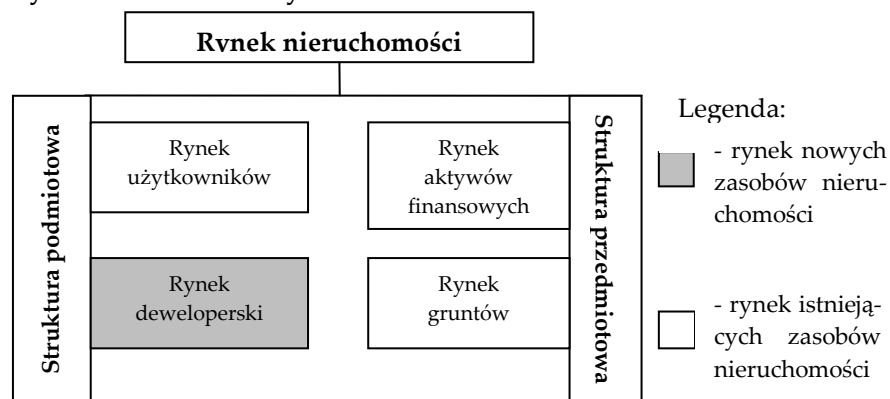 Rynek nieruchomości
Struktura podmiotowa
Rynek
użytkowników
Rynek
deweloperski
Rynek
aktywów
finansowych
Rynek
gruntów
Struktura przedmiotowa
Legenda:
- rynek nowych
zasobów nieru-
chomości
- rynek istnieją-
cych zasobów
nieruchomości